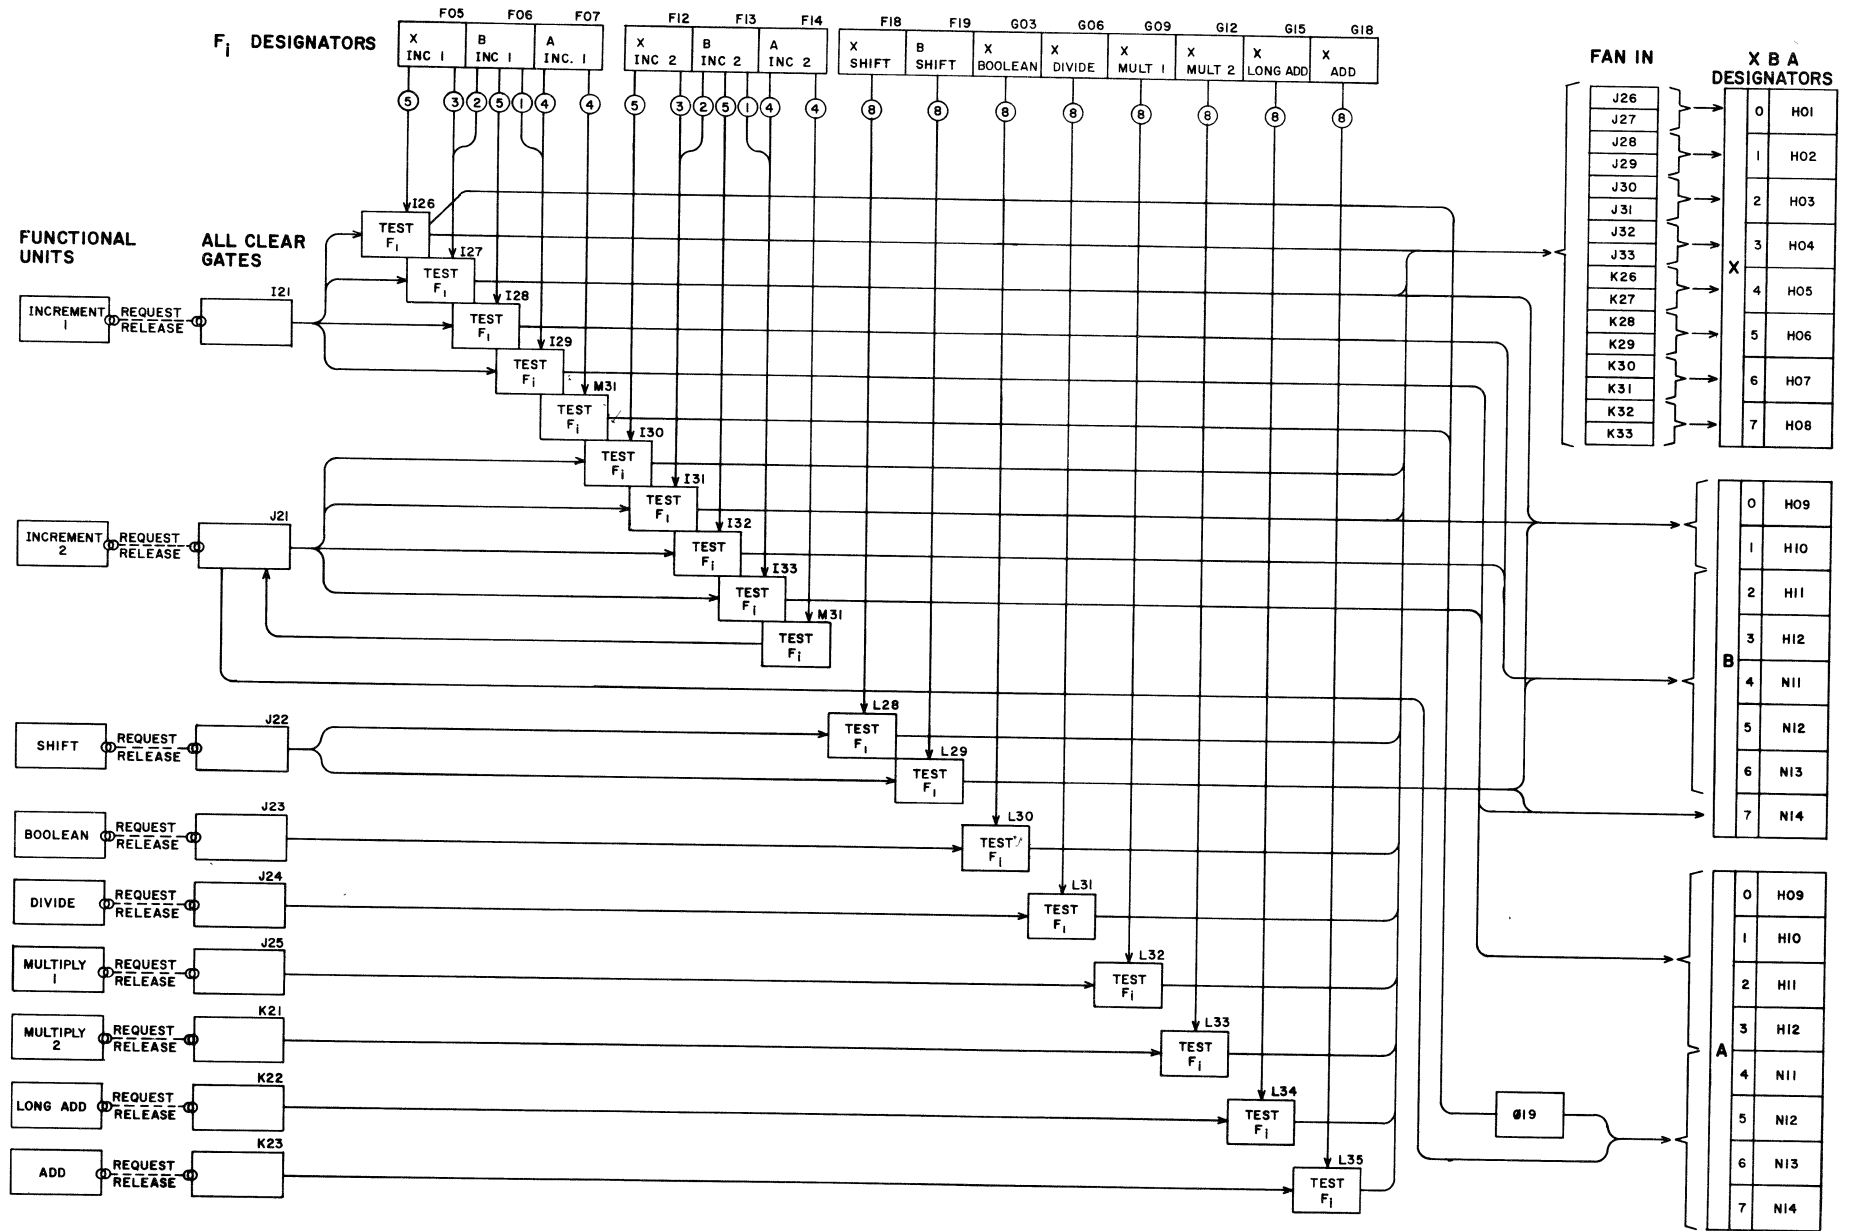 F05 F06 F07 F12 F13 F14 F18 F19 G03 G06 G09 G12 G15 G18
Fi DESIGNATORS
X INC 1
B INC 1
A INC. 1
X INC 2
B INC 2
A INC 2
X SHIFT
B SHIFT
X BOOLEAN
X DIVIDE
X MULT 1
X MULT 2
X LONG ADD
X ADD
5 3 2 5 1 4 4 5 3 2 5 1 4 4 8 8 8 8 8 8 8 8
FAN IN
X B A
DESIGNATORS
J26
J27
J28
J29
J30
J31
J32
J33
K26
K27
K28
K29
K30
K31
K32
K33
X
0 H01
1 H02
2 H03
3 H04
4 H05
5 H06
6 H07
7 H08
FUNCTIONAL
UNITS
ALL CLEAR
GATES
I26
TEST
Fi
I27
TEST
Fi
I28
TEST
Fi
I29
TEST
Fi
M31
TEST
Fi
I30
TEST
Fi
I31
TEST
Fi
I32
TEST
Fi
I33
TEST
Fi
M31
TEST
Fi
INCREMENT
1
REQUEST
RELEASE
I21
INCREMENT
2
REQUEST
RELEASE
J21
B
0 H09
1 H10
2 H11
3 H12
4 N11
5 N12
6 N13
7 N14
SHIFT
REQUEST
RELEASE
J22
L28
TEST
Fi
L29
TEST
Fi
BOOLEAN
REQUEST
RELEASE
J23
L30
TEST
Fi
DIVIDE
REQUEST
RELEASE
J24
L31
TEST
Fi
MULTIPLY
1
REQUEST
RELEASE
J25
L32
TEST
Fi
MULTIPLY
2
REQUEST
RELEASE
K21
L33
TEST
Fi
LONG ADD
REQUEST
RELEASE
K22
L34
TEST
Fi
ADD
REQUEST
RELEASE
K23
L35
TEST
Fi
Ø19
A
0 H09
1 H10
2 H11
3 H12
4 N11
5 N12
6 N13
7 N14